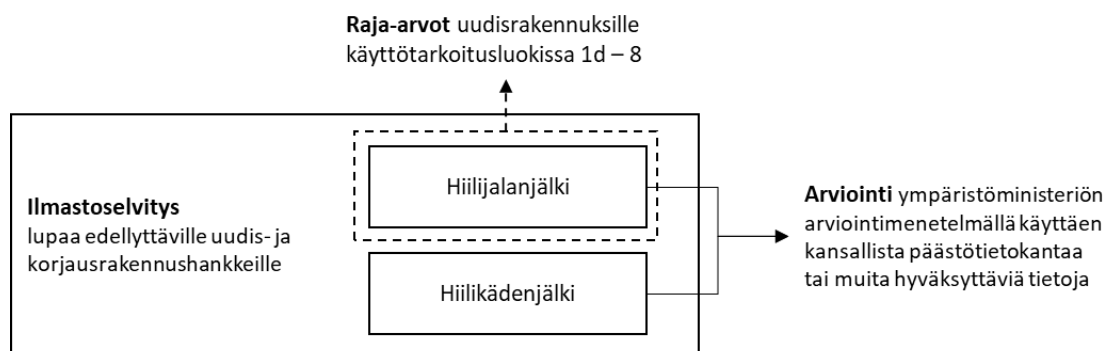 Raja-arvot uudisrakennuksille
käyttötarkoitusluokissa 1d – 8
Ilmastoselvitys
lupaa edellyttäville uudis- ja
korjausrakennushankkeille
Hiilijalanjälki
Hiilikädenjälki
Arviointi ympäristöministeriön
arviointimenetelmällä käyttäen
kansallista päästötietokantaa
tai muita hyväksyttäviä tietoja